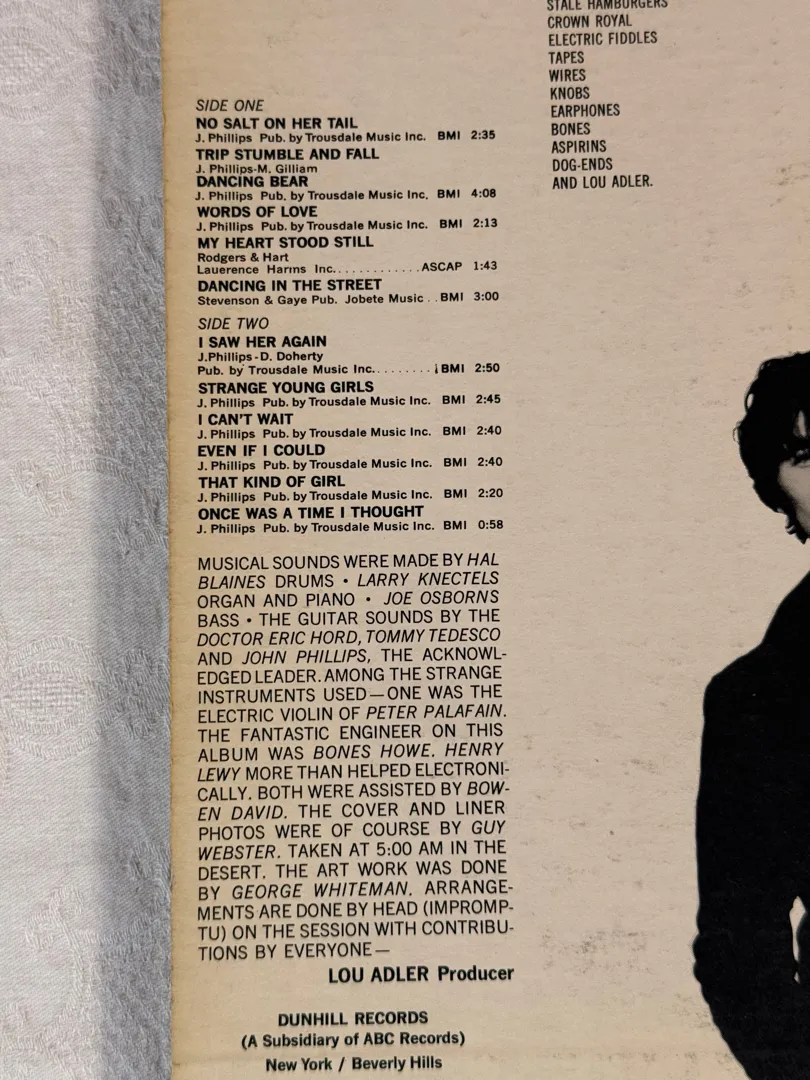 STALE HAMBURGERS
CROWN ROYAL
ELECTRIC FIDDLES
TAPES
WIRES
KNOBS
EARPHONES
BONES
ASPIRINS
DOG-ENDS
AND LOU ADLER.
SIDE ONE
NO SALT ON HER TAIL
J. Phillips Pub. by Trousdale Music Inc. BMI 2:35
TRIP STUMBLE AND FALL
J. Phillips-M. Gilliam
DANCING BEAR
J. Phillips Pub. by Trousdale Music Inc. BMI 4:08
WORDS OF LOVE
J. Phillips Pub. by Trousdale Music Inc. BMI 2:13
MY HEART STOOD STILL
Rodgers & Hart
Lauerence Harms Inc............. ASCAP 1:43
DANCING IN THE STREET
Stevenson & Gaye Pub. Jobete Music .. BMI 3:00
SIDE TWO
I SAW HER AGAIN
J.Phillips-D. Doherty
Pub. by Trousdale Music Inc......... BMI 2:50
STRANGE YOUNG GIRLS
J. Phillips Pub. by Trousdale Music Inc. BMI 2:45
I CAN'T WAIT
J. Phillips Pub. by Trousdale Music Inc. BMI 2:40
EVEN IF I COULD
J. Phillips Pub. by Trousdale Music Inc. BMI 2:40
THAT KIND OF GIRL
J. Phillips Pub. by Trousdale Music Inc. BMI 2:20
ONCE WAS A TIME I THOUGHT
J. Phillips Pub. by Trousdale Music Inc. BMI 0:58
MUSICAL SOUNDS WERE MADE BY HAL
BLAINES DRUMS • LARRY KNECTELS
ORGAN AND PIANO • JOE OSBORNS
BASS • THE GUITAR SOUNDS BY THE
DOCTOR ERIC HORD, TOMMY TEDESCO
AND JOHN PHILLIPS, THE ACKNOWL-
EDGED LEADER. AMONG THE STRANGE
INSTRUMENTS USED—ONE WAS THE
ELECTRIC VIOLIN OF PETER PALAFAIN.
THE FANTASTIC ENGINEER ON THIS
ALBUM WAS BONES HOWE. HENRY
LEWY MORE THAN HELPED ELECTRONI-
CALLY. BOTH WERE ASSISTED BY BOW-
EN DAVID. THE COVER AND LINER
PHOTOS WERE OF COURSE BY GUY
WEBSTER. TAKEN AT 5:00 AM IN THE
DESERT. THE ART WORK WAS DONE
BY GEORGE WHITEMAN. ARRANGE-
MENTS ARE DONE BY HEAD (IMPROMP-
TU) ON THE SESSION WITH CONTRIBU-
TIONS BY EVERYONE—
LOU ADLER Producer
DUNHILL RECORDS
(A Subsidiary of ABC Records)
New York / Beverly Hills